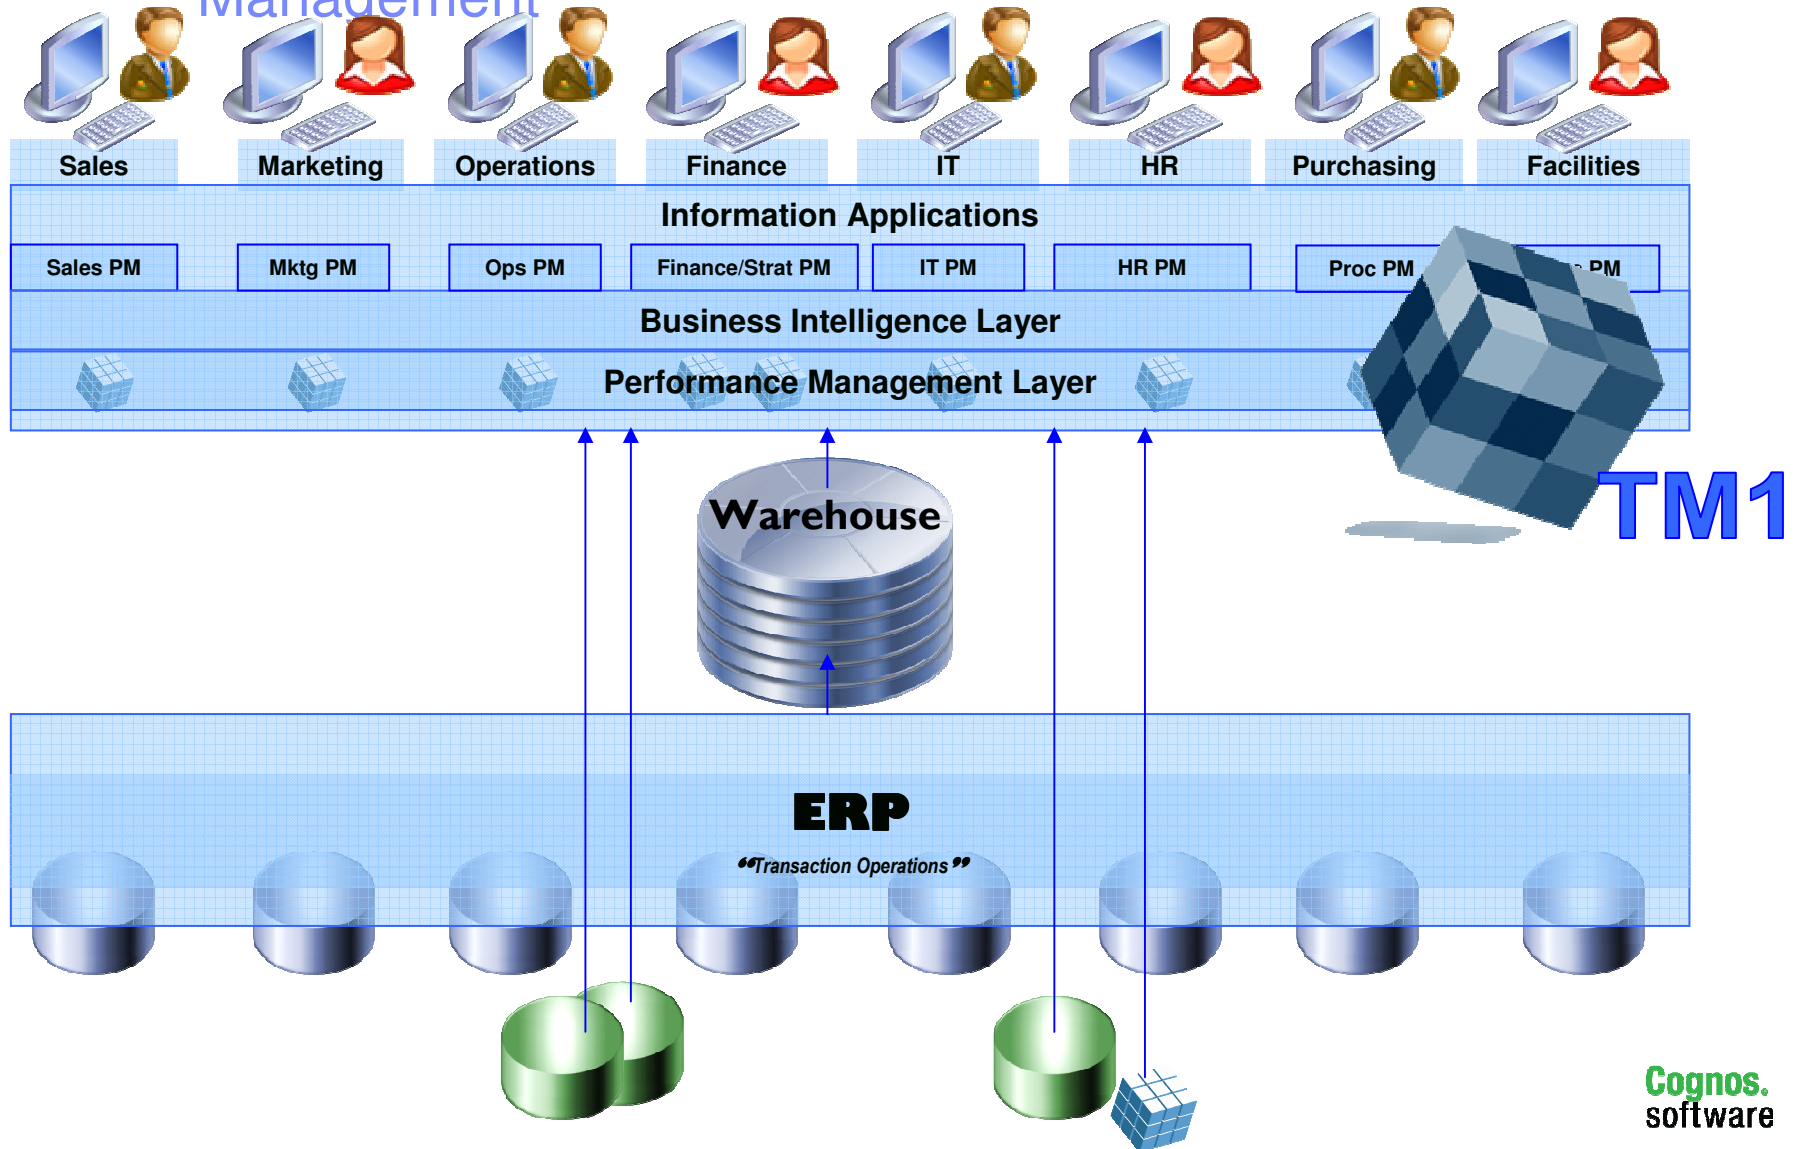 Management
Sales Marketing Operations Finance IT HR Purchasing Facilities
Information Applications
Sales PM Mktg PM Ops PM Finance/Strat PM IT PM HR PM Proc PM PM
Business Intelligence Layer
Performance Management Layer
TM1
Warehouse
ERP
“Transaction Operations”
Cognos.
software